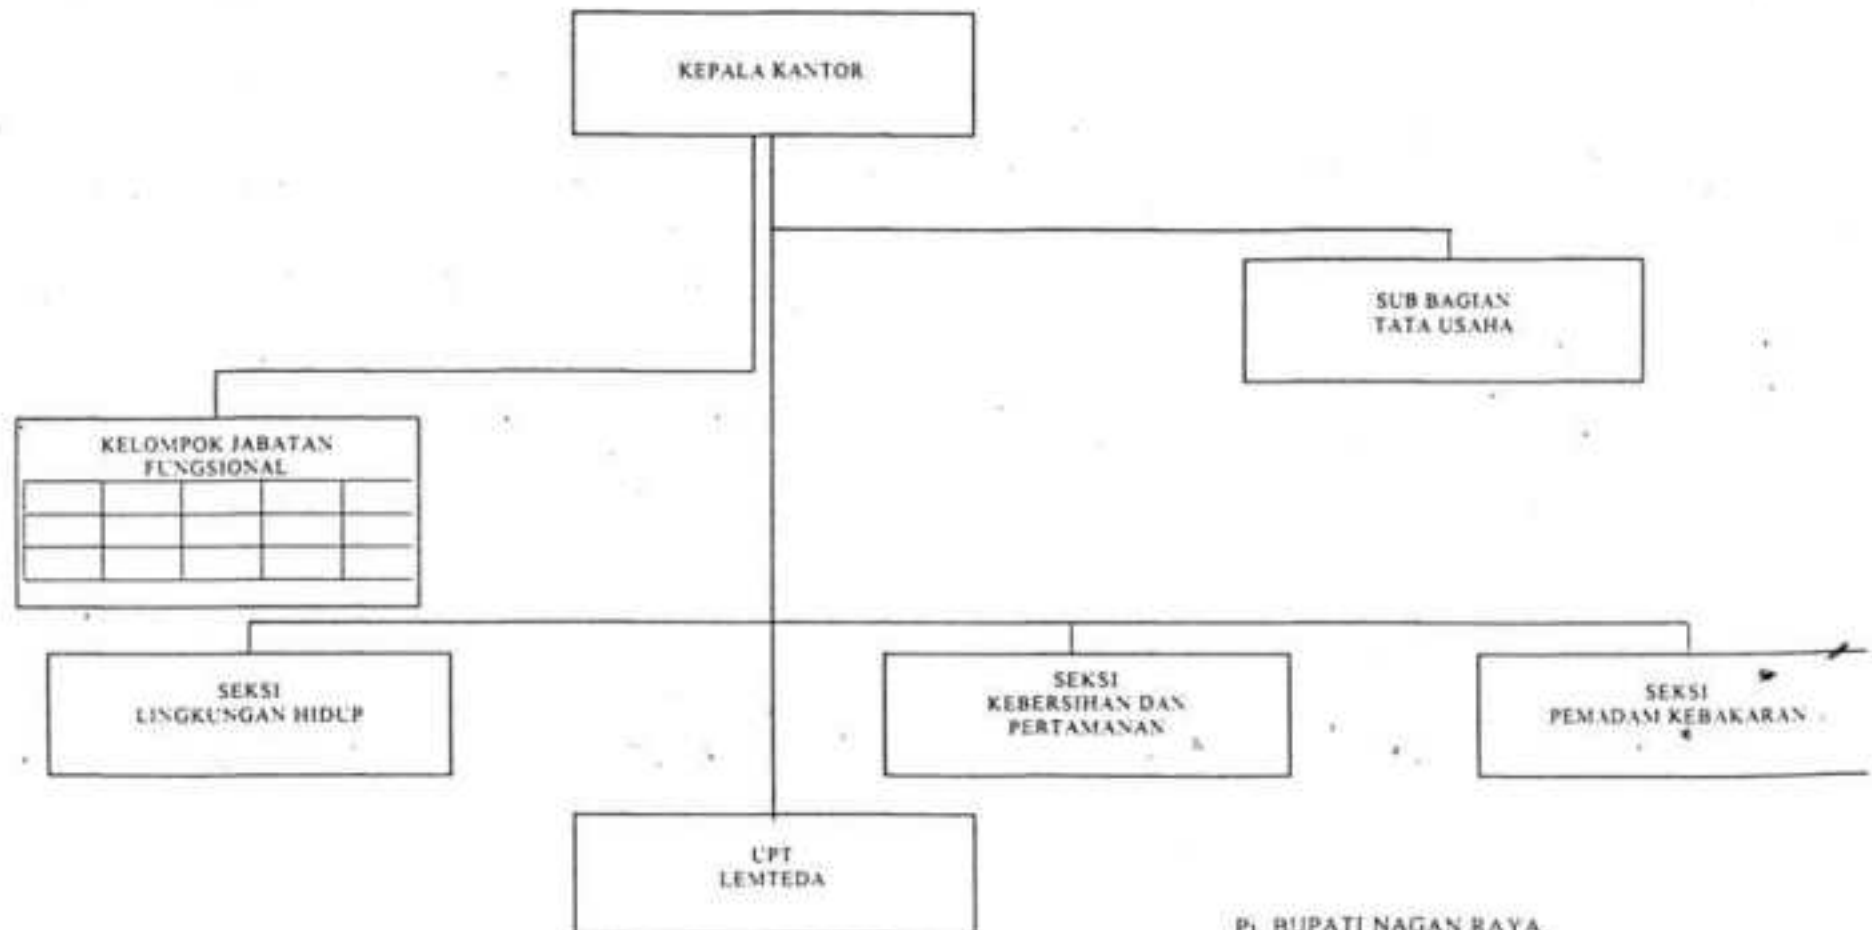 KEPALA KANTOR
SUB BAGIAN
TATA USAHA
KELOMPOK JABATAN
FUNGSIONAL
SEKSI
LINGKUNGAN HIDUP
SEKSI
KEBERSIHAN DAN
PERTAMANAN
SEKSI
PEMADAM KEBAKARAN
UPT
LEMTEDA
Pj. BUPATI NAGAN RAYA